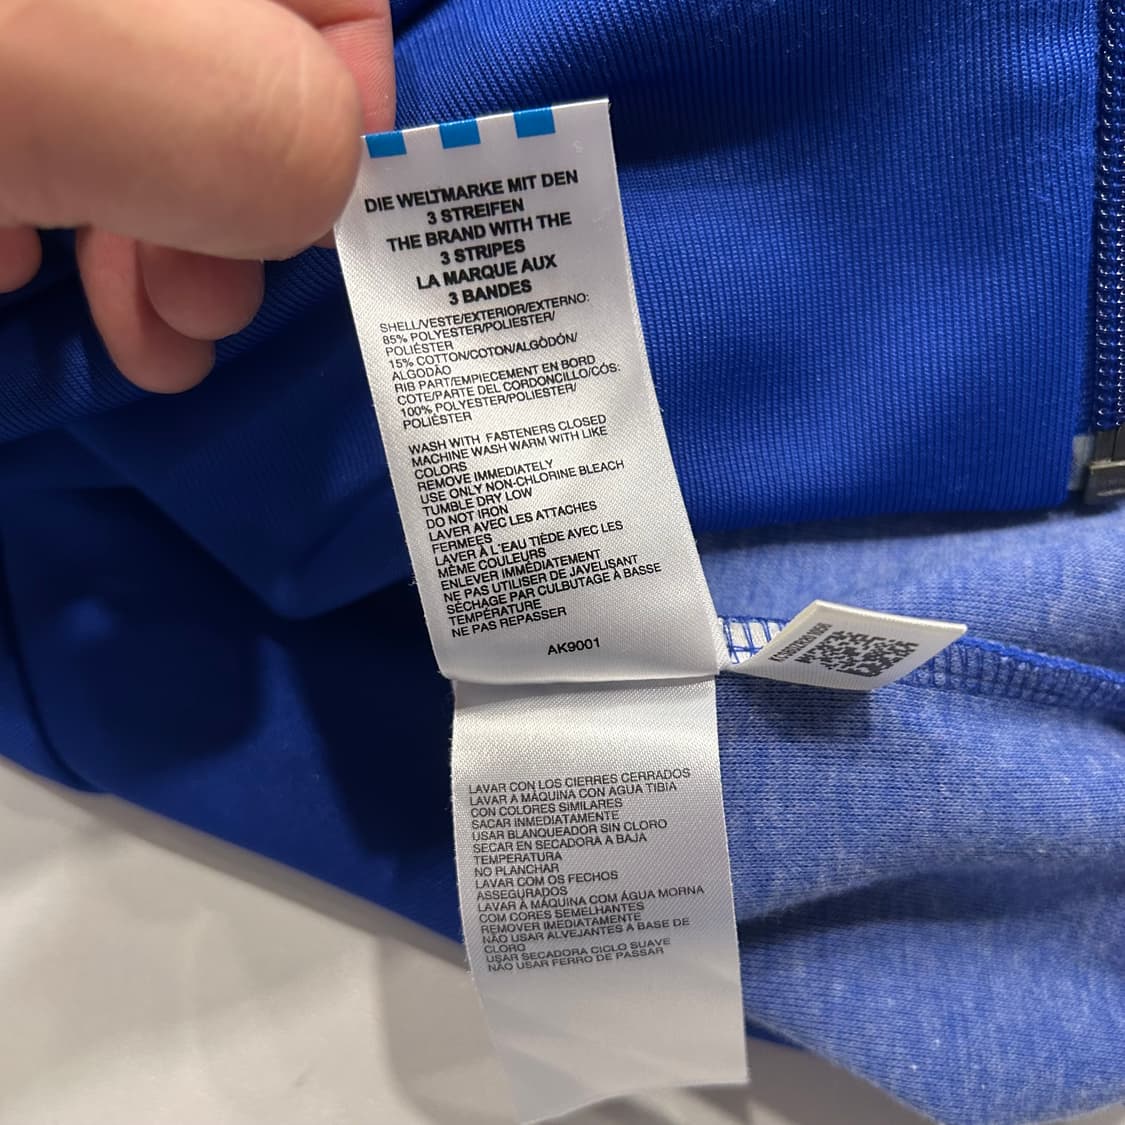 DIE WELTMARKE MIT DEN
3 STREIFEN
THE BRAND WITH THE
3 STRIPES
LA MARQUE AUX
3 BANDES
SHELL/VESTE/EXTERIOR/EXTERNO:
85% POLYESTER/POLIESTER/
POLIÉSTER
15% COTTON/COTON/ALGODÓN/
ALGODÃO
RIB PART/EMPIECEMENT EN BORD
COTE/PARTE DEL CORDONCILLO/CÓS:
100% POLYESTER/POLIESTER/
POLIÉSTER
WASH WITH FASTENERS CLOSED
MACHINE WASH WARM WITH LIKE
COLORS
REMOVE IMMEDIATELY
USE ONLY NON-CHLORINE BLEACH
TUMBLE DRY LOW
DO NOT IRON
LAVER AVEC LES ATTACHES
FERMEES
LAVER À L'EAU TIÈDE AVEC LES
MÊME COULEURS
ENLEVER IMMÉDIATEMENT
NE PAS UTILISER DE JAVELISANT
SÉCHAGE PAR CULBUTAGE À BASSE
TEMPÉRATURE
NE PAS REPASSER
AK9001
LAVAR CON LOS CIERRES CERRADOS
LAVAR A MÁQUINA CON AGUA TIBIA
CON COLORES SIMILARES
SACAR INMEDIATAMENTE
USAR BLANQUEADOR SIN CLORO
SECAR EN SECADORA A BAJA
TEMPERATURA
NO PLANCHAR
LAVAR COM OS FECHOS
ASSEGURADOS
LAVAR À MÁQUINA COM ÁGUA MORNA
COM CORES SEMELHANTES
REMOVER IMEDIATAMENTE
NÃO USAR ALVEJANTES A BASE DE
CLORO
USAR SECADORA CICLO SUAVE
NÃO USAR FERRO DE PASSAR